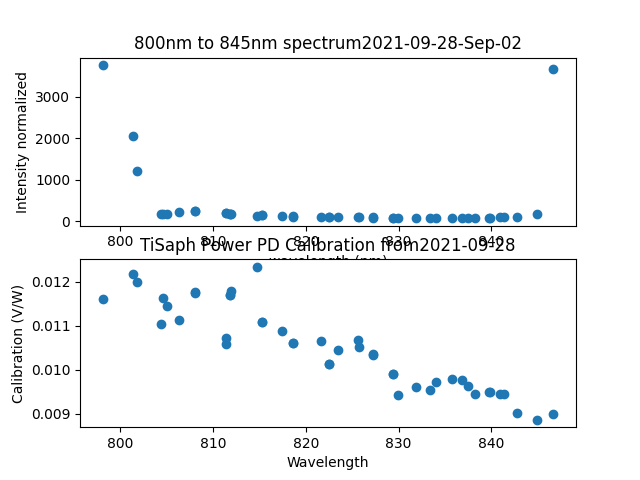 800nm to 845nm spectrum2021-09-28-Sep-02
Intensity normalized
3000
2000
1000
0
800 810 820 830 840
wavelength (nm)
TiSaph Power PD Calibration from2021-09-28
Calibration (V/W)
0.012
0.011
0.010
0.009
800 810 820 830 840
Wavelength